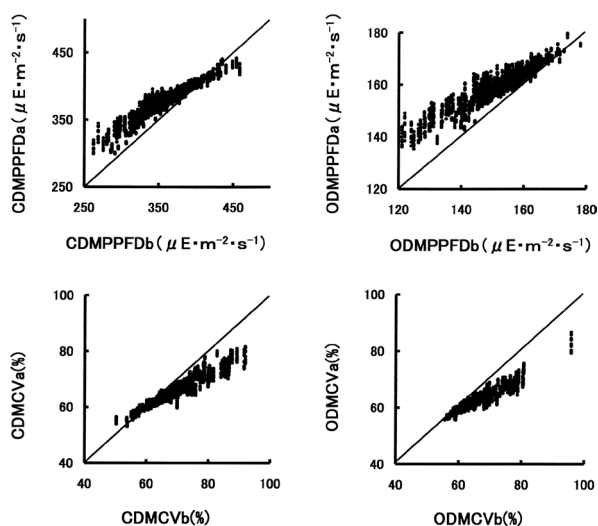 CDMPPFDa (μE・m⁻²・s⁻¹)
450
350
250
250 350 450
CDMPPFDb (μE・m⁻²・s⁻¹)
ODMPPFDa (μE・m⁻²・s⁻¹)
180
160
140
120
120 140 160 180
ODMPPFDb (μE・m⁻²・s⁻¹)
CDMCVa(%)
100
80
60
40
40 60 80 100
CDMCVb(%)
ODMCVa(%)
100
80
60
40
40 60 80 100
ODMCVb(%)